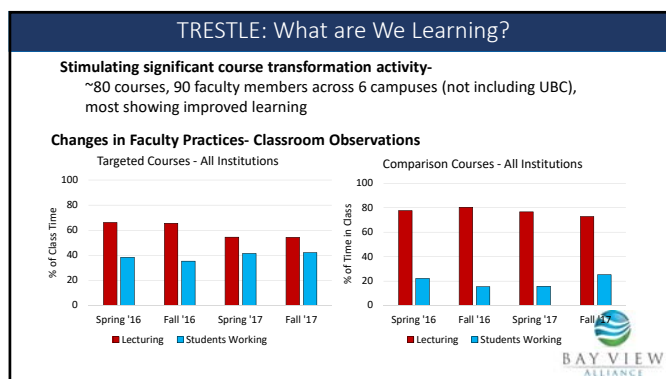 TRESTLE: What are We Learning?
Stimulating significant course transformation activity-
~80 courses, 90 faculty members across 6 campuses (not including UBC),
most showing improved learning
Changes in Faculty Practices- Classroom Observations
Targeted Courses - All Institutions
% of Class Time
100
80
60
40
20
0
Spring '16
Fall '16
Spring '17
Fall '17
Lecturing
Students Working
Comparison Courses - All Institutions
% of Time in Class
100
80
60
40
20
0
Spring '16
Fall '16
Spring '17
Fall '17
Lecturing
Students Working
BAY VIEW
ALLIANCE